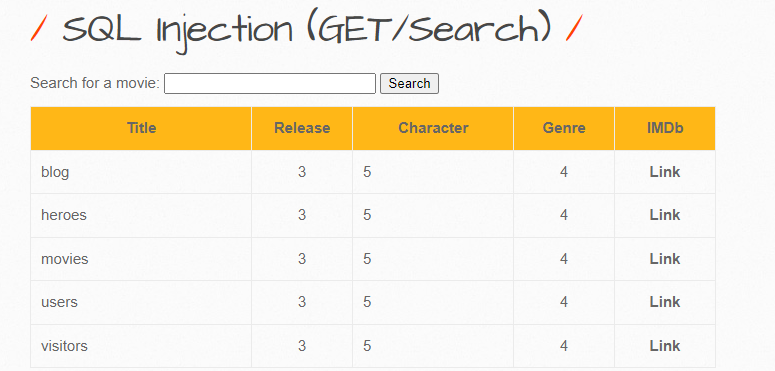 / SQL Injection (GET/Search) /
Search for a movie: Search
Title Release Character Genre IMDb
blog 3 5 4 Link
heroes 3 5 4 Link
movies 3 5 4 Link
users 3 5 4 Link
visitors 3 5 4 Link